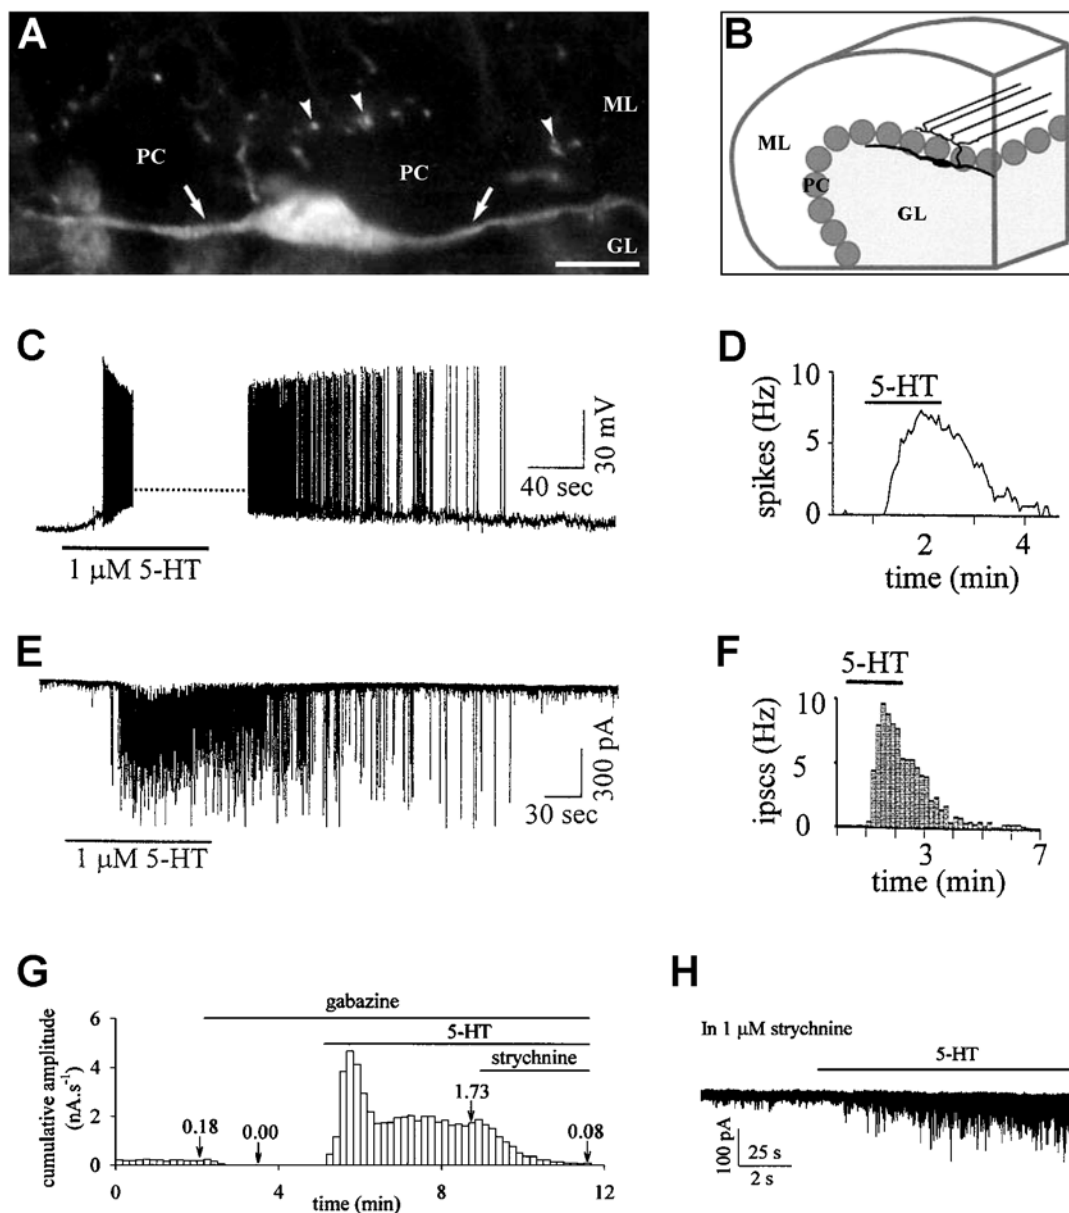 A
ML
PC
PC
GL
B
ML
PC
GL
C
30 mV
40 sec
1 μM 5-HT
D
10
5-HT
5
0
spikes (Hz)
2
4
time (min)
E
300 pA
30 sec
1 μM 5-HT
F
5-HT
10
5
0
ipscs (Hz)
3
7
time (min)
G
gabazine
5-HT
strychnine
6
4
2
0
cumulative amplitude
(nA.s⁻¹)
0.18
0.00
1.73
0.08
0
4
8
12
time (min)
H
In 1 μM strychnine
5-HT
100 pA
25 s
2 s